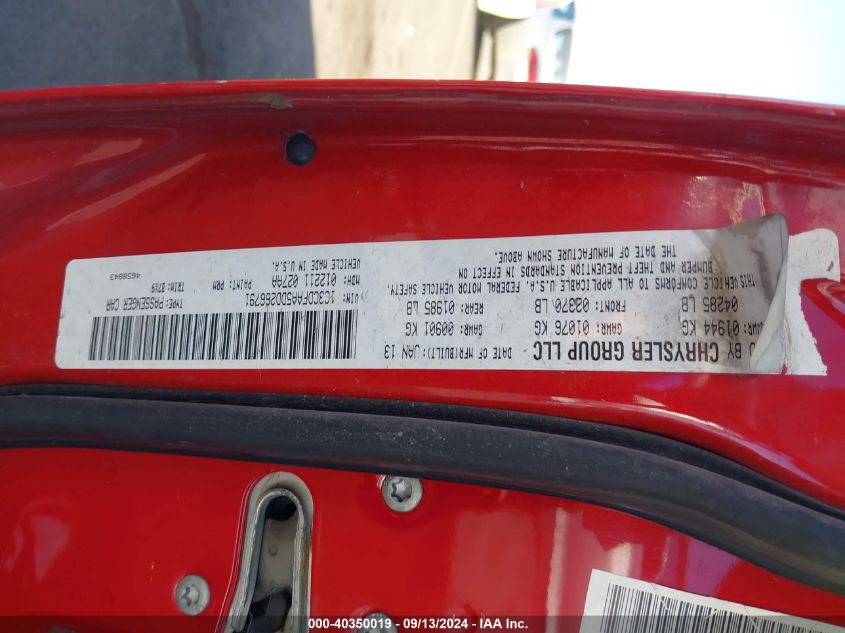 D BY CHRYSLER GROUP LLC
DATE OF MFR(BUILT): JAN 13
01944 KG
GAWR: 01076 KG
GAWR: 00901 KG
04285 LB
FRONT: 02370 LB
REAR: 01985 LB
THIS VEHICLE CONFORMS TO ALL APPLICABLE U.S.A. FEDERAL MOTOR VEHICLE SAFETY,
BUMPER AND THEFT PREVENTION STANDARDS IN EFFECT ON
THE DATE OF MANUFACTURE SHOWN ABOVE.
TYPE: PASSENGER CAR
VIN: 1C3CDFAA5DD266791
MDH: 012211 027AA
PAINT: PRM
TRIM: B7X9
VEHICLE MADE IN U.S.A.
4658643
000-40350019 - 09/13/2024 - IAA Inc.